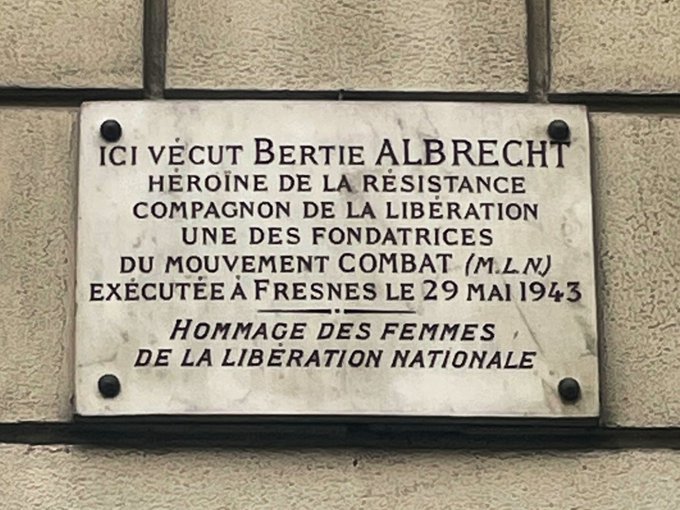 ICI VÉCUT BERTIE ALBRECHT
HÉROÏNE DE LA RÉSISTANCE
COMPAGNON DE LA LIBÉRATION
UNE DES FONDATRICES
DU MOUVEMENT COMBAT (M.L.N.)
EXÉCUTÉE À FRESNES LE 29 MAI 1943
HOMMAGE DES FEMMES
DE LA LIBÉRATION NATIONALE